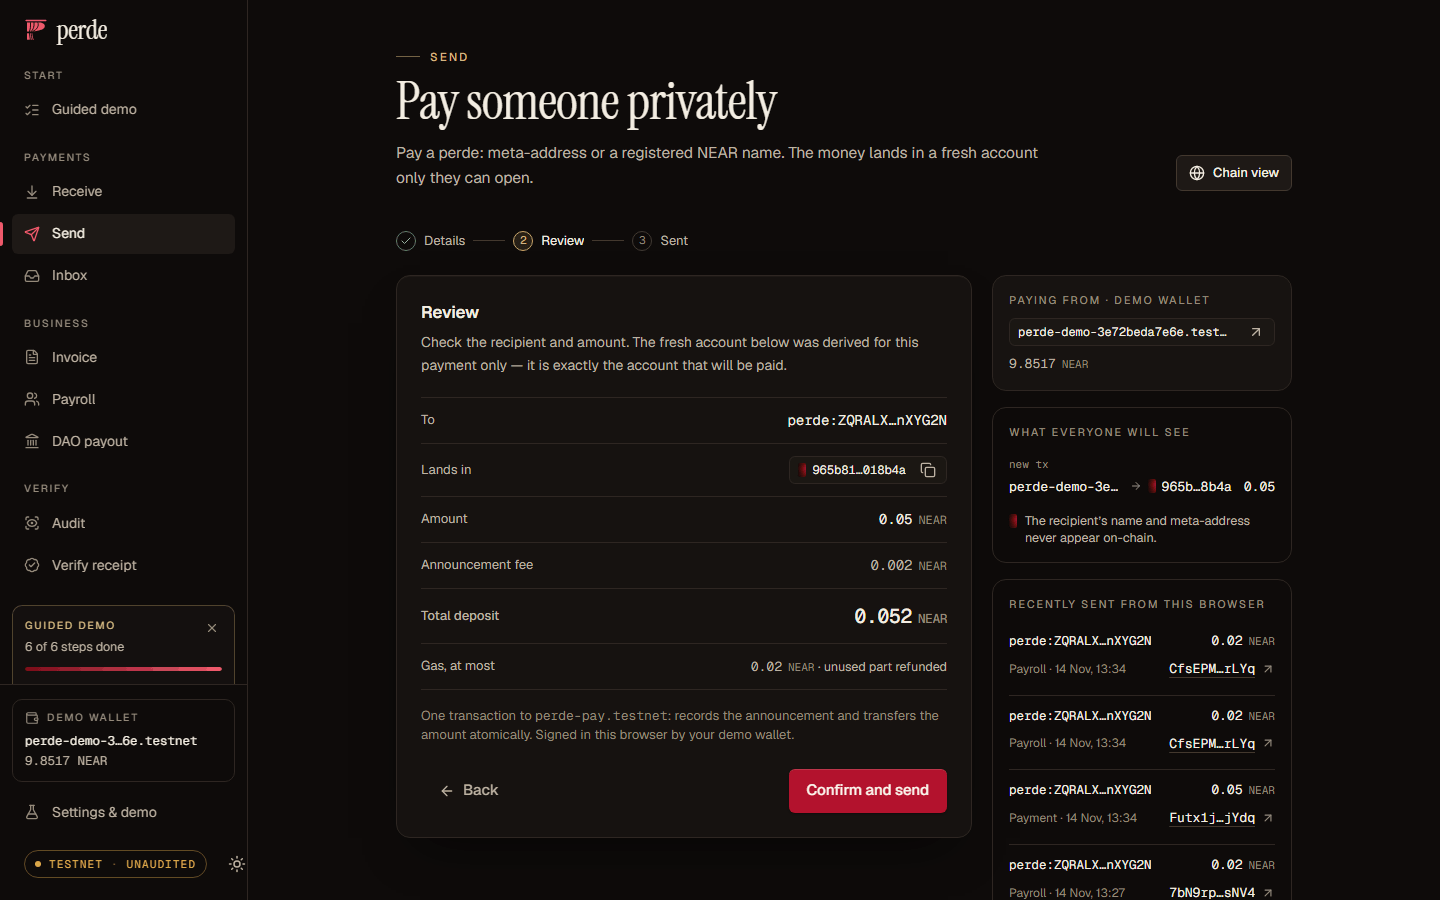 perde
START
Guided demo
PAYMENTS
Receive
Send
Inbox
BUSINESS
Invoice
Payroll
DAO payout
VERIFY
Audit
Verify receipt
GUIDED DEMO
6 of 6 steps done
DEMO WALLET
perde-demo-3…6e.testnet
9.8517 NEAR
Settings & demo
TESTNET · UNAUDITED
SEND
Pay someone privately
Pay a perde: meta-address or a registered NEAR name. The money lands in a fresh account
only they can open.
Chain view
Details
2 Review
3 Sent
Review
Check the recipient and amount. The fresh account below was derived for this
payment only — it is exactly the account that will be paid.
To perde:ZQRALX…nXYG2N
Lands in 965b81…018b4a
Amount 0.05 NEAR
Announcement fee 0.002 NEAR
Total deposit 0.052 NEAR
Gas, at most 0.02 NEAR · unused part refunded
One transaction to perde-pay.testnet: records the announcement and transfers the
amount atomically. Signed in this browser by your demo wallet.
Back
Confirm and send
PAYING FROM · DEMO WALLET
perde-demo-3e72beda7e6e.test…
9.8517 NEAR
WHAT EVERYONE WILL SEE
new tx
perde-demo-3e… → 965b…8b4a 0.05
The recipient's name and meta-address
never appear on-chain.
RECENTLY SENT FROM THIS BROWSER
perde:ZQRALX…nXYG2N 0.02 NEAR
Payroll · 14 Nov, 13:34 CfsEPM…rLYq
perde:ZQRALX…nXYG2N 0.02 NEAR
Payroll · 14 Nov, 13:34 CfsEPM…rLYq
perde:ZQRALX…nXYG2N 0.05 NEAR
Payment · 14 Nov, 13:34 Futx1j…jYdq
perde:ZQRALX…nXYG2N 0.02 NEAR
Payroll · 14 Nov, 13:27 7bN9rp…sNV4